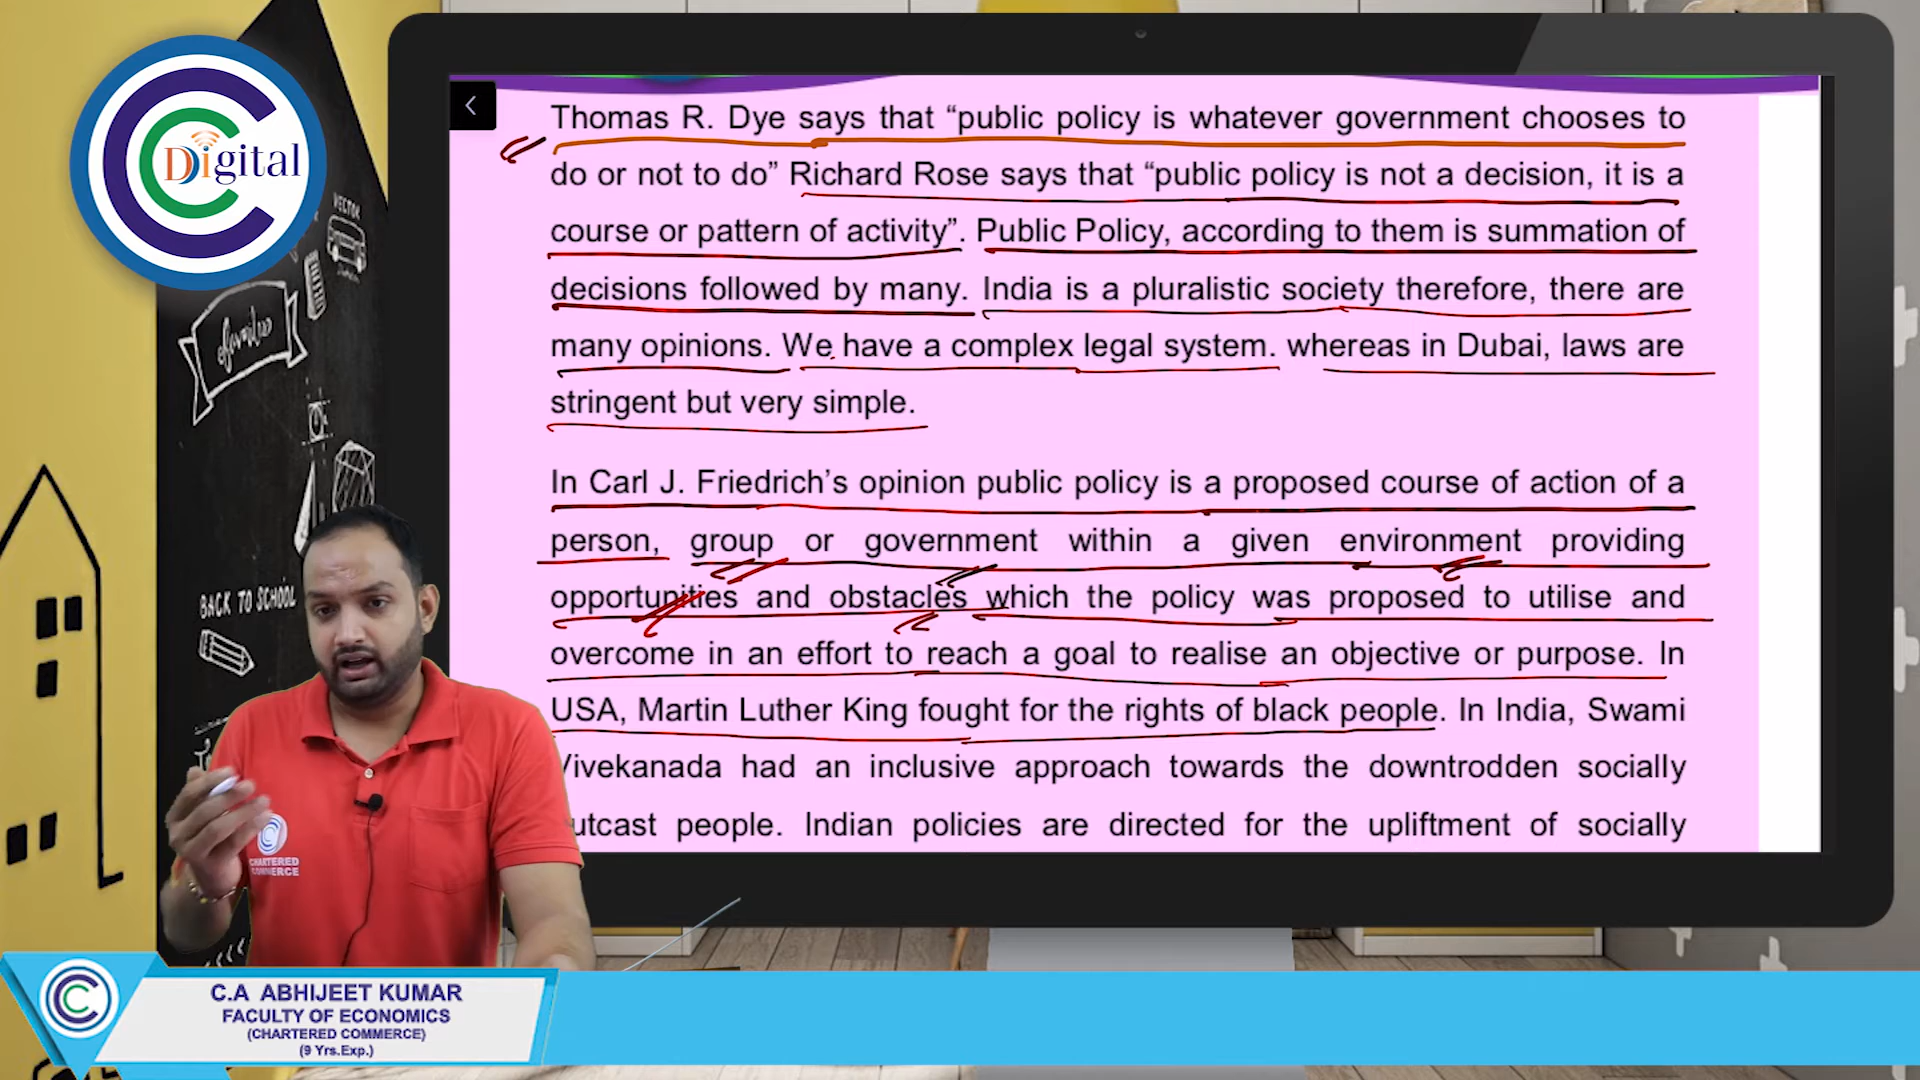 Digital
VECTOR
BACK TO SCHOOL
Thomas R. Dye says that “public policy is whatever government chooses to
do or not to do” Richard Rose says that “public policy is not a decision, it is a
course or pattern of activity”. Public Policy, according to them is summation of
decisions followed by many. India is a pluralistic society therefore, there are
many opinions. We have a complex legal system. whereas in Dubai, laws are
stringent but very simple.
In Carl J. Friedrich’s opinion public policy is a proposed course of action of a
person, group or government within a given environment providing
opportunities and obstacles which the policy was proposed to utilise and
overcome in an effort to reach a goal to realise an objective or purpose. In
USA, Martin Luther King fought for the rights of black people. In India, Swami
Vivekanada had an inclusive approach towards the downtrodden socially
outcast people. Indian policies are directed for the upliftment of socially
CHARTERED
COMMERCE
C.A ABHIJEET KUMAR
FACULTY OF ECONOMICS
(CHARTERED COMMERCE)
(9 Yrs.Exp.)